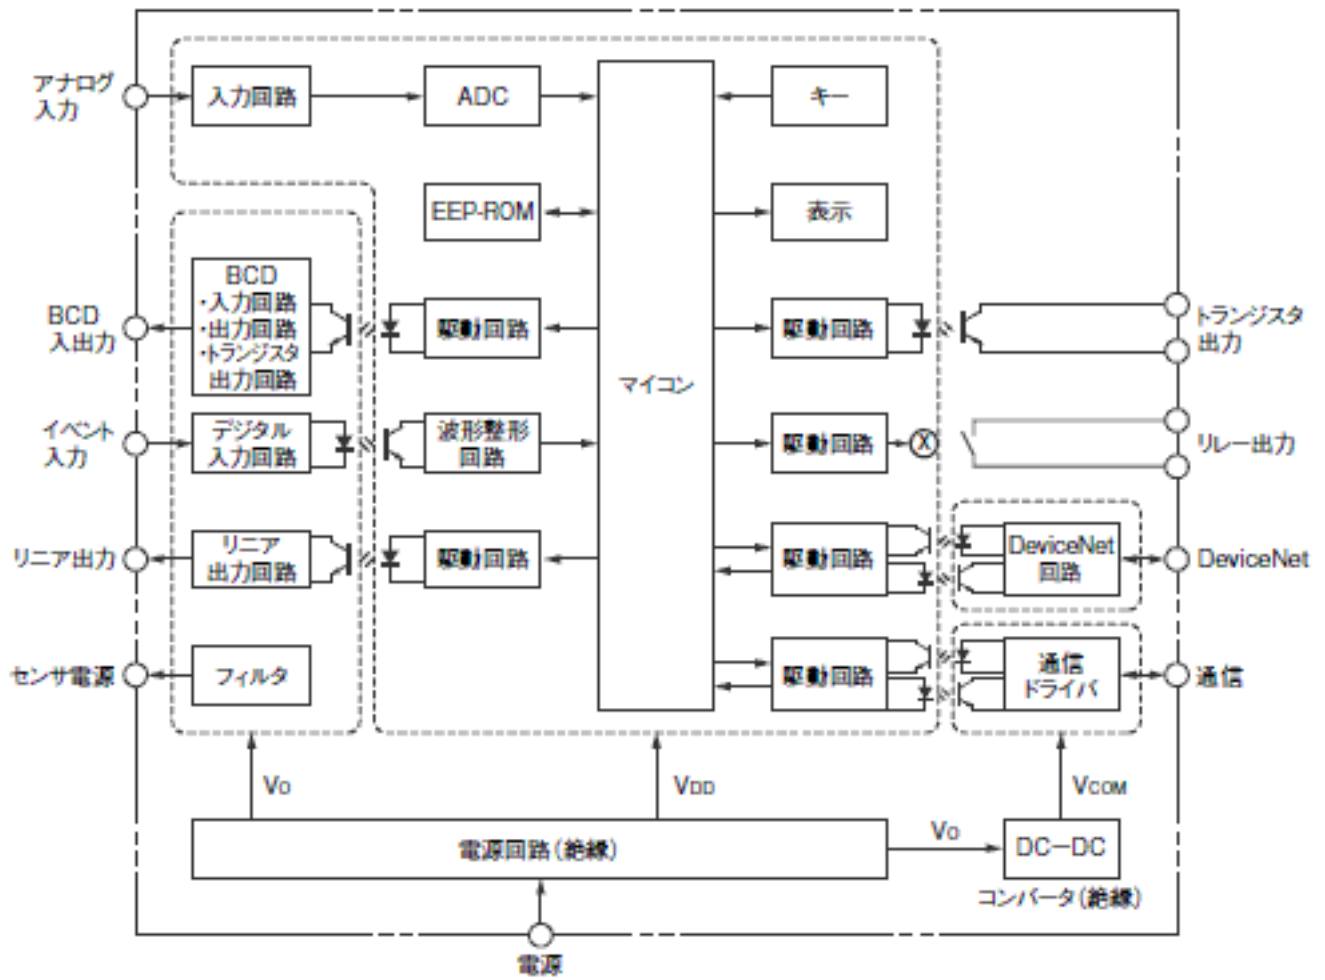 アナログ
入力
入力回路
ADC
キー
EEP-ROM
表示
BCD
入出力
BCD
・入力回路
・出力回路
・トランジスタ
出力回路
駆動回路
マイコン
駆動回路
トランジスタ
出力
イベント
入力
デジタル
入力回路
波形整形
回路
駆動回路
X
リレー出力
リニア出力
リニア
出力回路
駆動回路
駆動回路
DeviceNet
回路
DeviceNet
センサ電源
フィルタ
駆動回路
通信
ドライバ
通信
VO
VDD
VCOM
電源回路(絶縁)
VO
DC-DC
コンバータ(絶縁)
電源